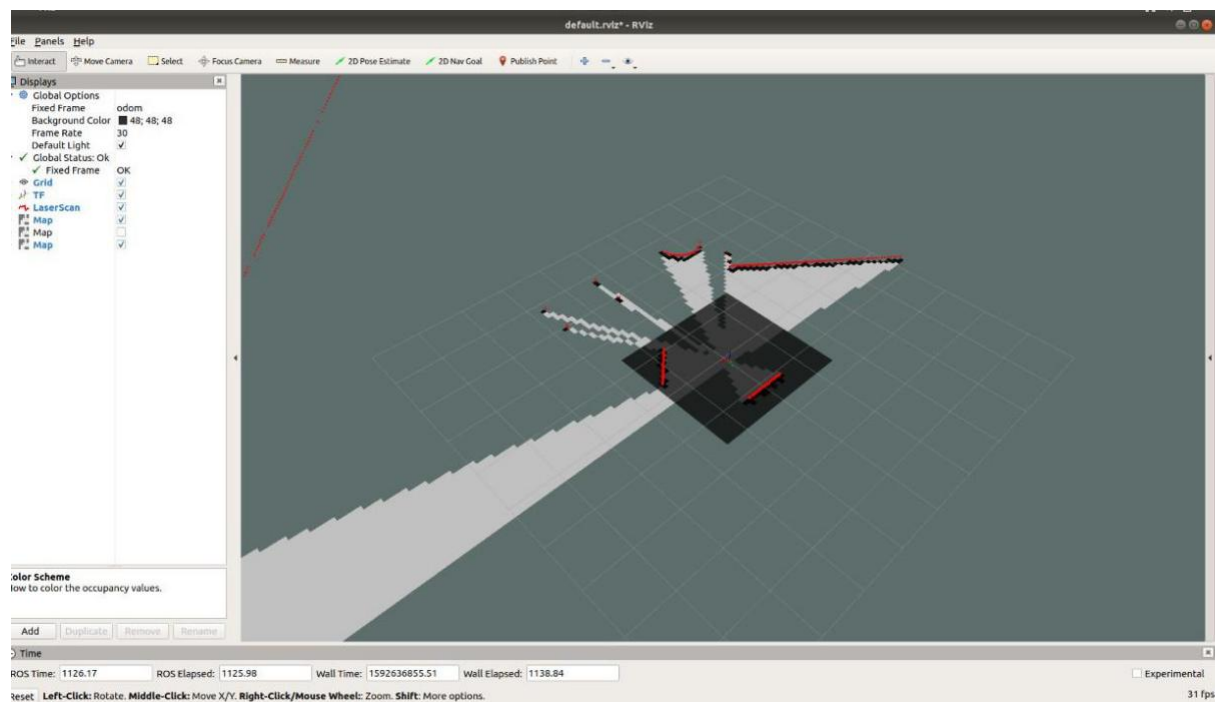 default.rviz* - RViz
File Panels Help
Interact Move Camera Select Focus Camera Measure 2D Pose Estimate 2D Nav Goal Publish Point
Displays
Global Options
Fixed Frame odom
Background Color 48; 48; 48
Frame Rate 30
Default Light
Global Status: Ok
Fixed Frame OK
Grid
TF
LaserScan
Map
Map
Map
Color Scheme
How to color the occupancy values.
Add Duplicate Remove Rename
Time
ROS Time: 1126.17 ROS Elapsed: 1125.98 Wall Time: 1592636855.51 Wall Elapsed: 1138.84 Experimental
Reset Left-Click: Rotate. Middle-Click: Move X/Y. Right-Click/Mouse Wheel:: Zoom. Shift: More options. 31 fps